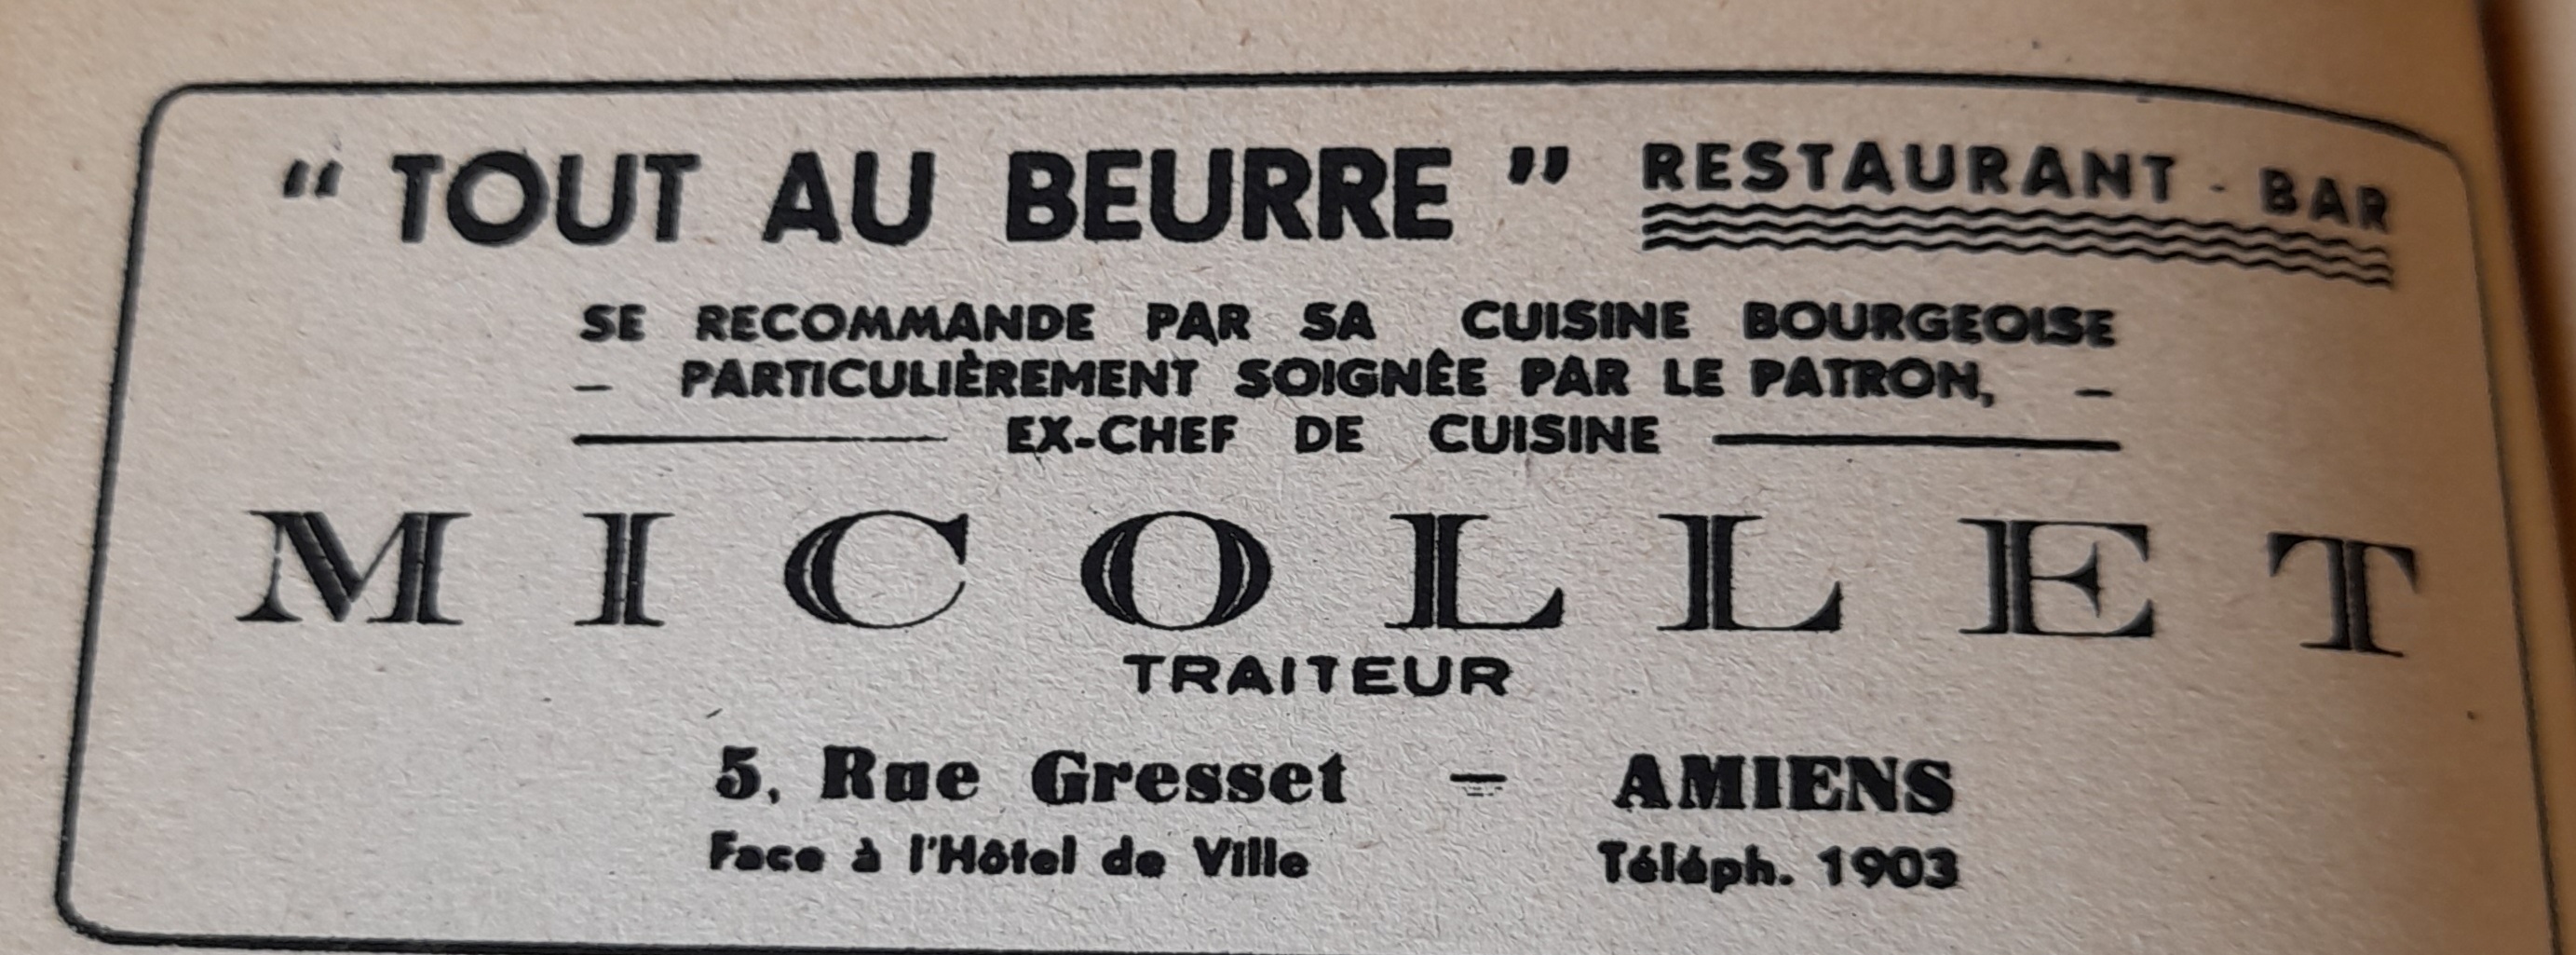 “ TOUT AU BEURRE ” RESTAURANT - BAR
SE RECOMMANDE PAR SA CUISINE BOURGEOISE
– PARTICULIÈREMENT SOIGNÉE PAR LE PATRON, –
EX-CHEF DE CUISINE
MICOLLET
TRAITEUR
5, Rue Gresset — AMIENS
Face à l'Hôtel de Ville Téléph. 1903